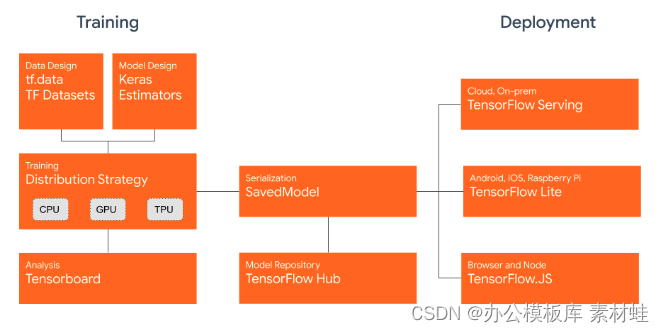 Training
Deployment
Data Design
tf.data
TF Datasets
Model Design
Keras
Estimators
Training
Distribution Strategy
CPU
GPU
TPU
Analysis
Tensorboard
Serialization
SavedModel
Model Repository
TensorFlow Hub
Cloud, On-prem
TensorFlow Serving
Android, iOS, Raspberry Pi
TensorFlow Lite
Browser and Node
TensorFlow.JS
CSDN @办公模板库 素材蛙